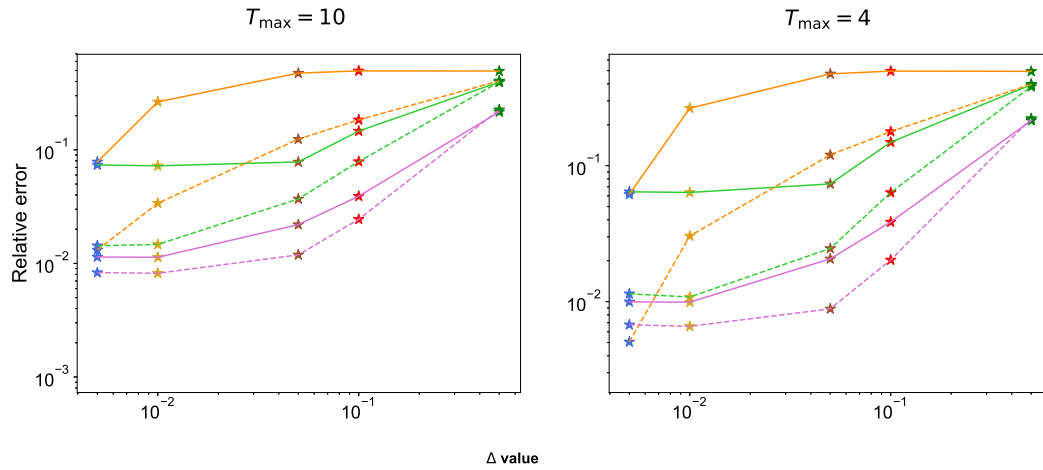 T_max = 10
T_max = 4
Relative error
10⁻¹
10⁻²
10⁻³
10⁻¹
10⁻²
10⁻² 10⁻¹
10⁻² 10⁻¹
Δ value